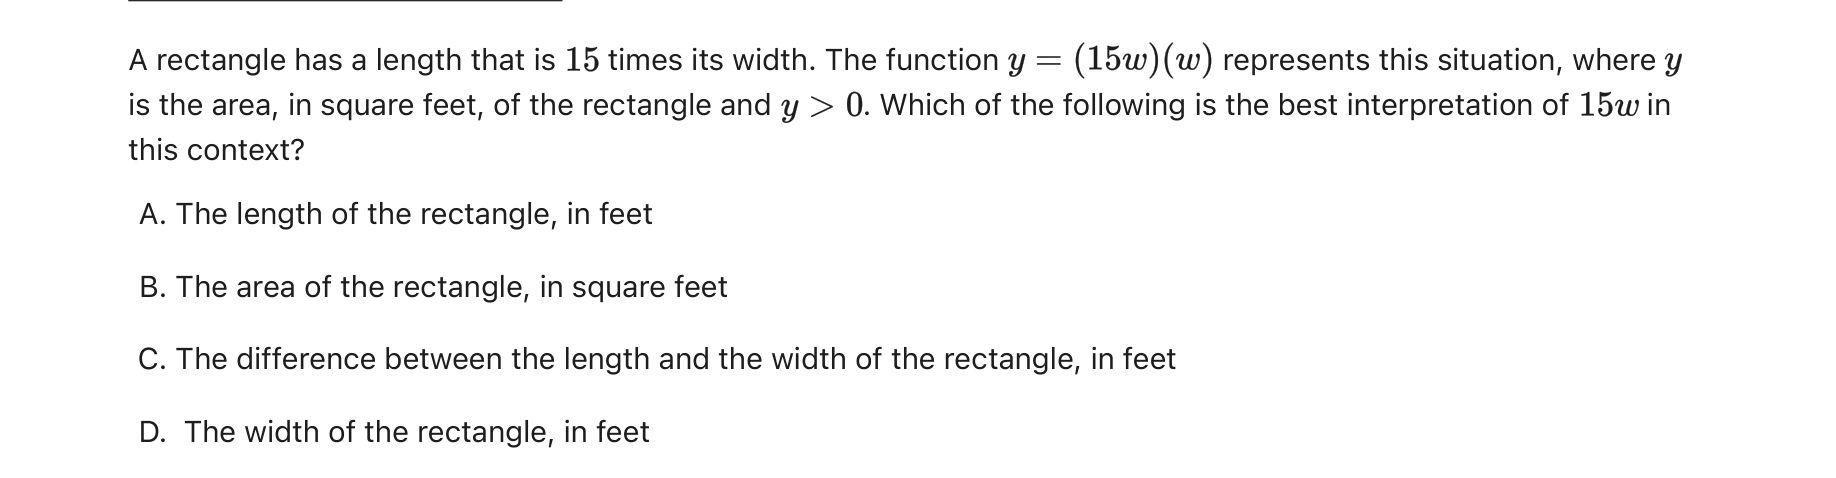 A rectangle has a length that is 15 times its width. The function y = (15w)(w) represents this situation, where y
is the area, in square feet, of the rectangle and y > 0. Which of the following is the best interpretation of 15w in
this context?
A. The length of the rectangle, in feet
B. The area of the rectangle, in square feet
C. The difference between the length and the width of the rectangle, in feet
D. The width of the rectangle, in feet